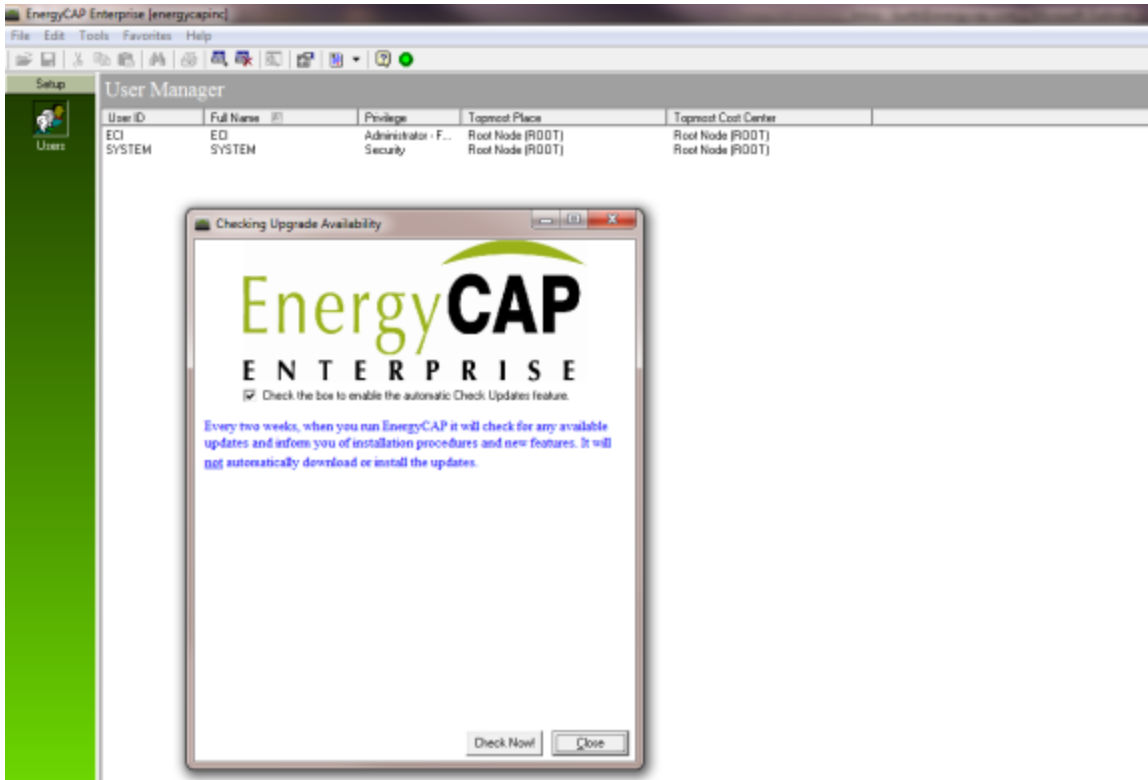 EnergyCAP Enterprise [energycapinc]
File Edit Tools Favorites Help
Setup
User Manager
User ID Full Name Privilege Topmost Place Topmost Cost Center
ECI ECI Administrator - F... Root Node (ROOT) Root Node (ROOT)
SYSTEM SYSTEM Security Root Node (ROOT) Root Node (ROOT)
Users
Checking Upgrade Availability
EnergyCAP
ENTERPRISE
Check the box to enable the automatic Check Updates feature.
Every two weeks, when you run EnergyCAP it will check for any available
updates and inform you of installation procedures and new features. It will
not automatically download or install the updates.
Check Now! Close